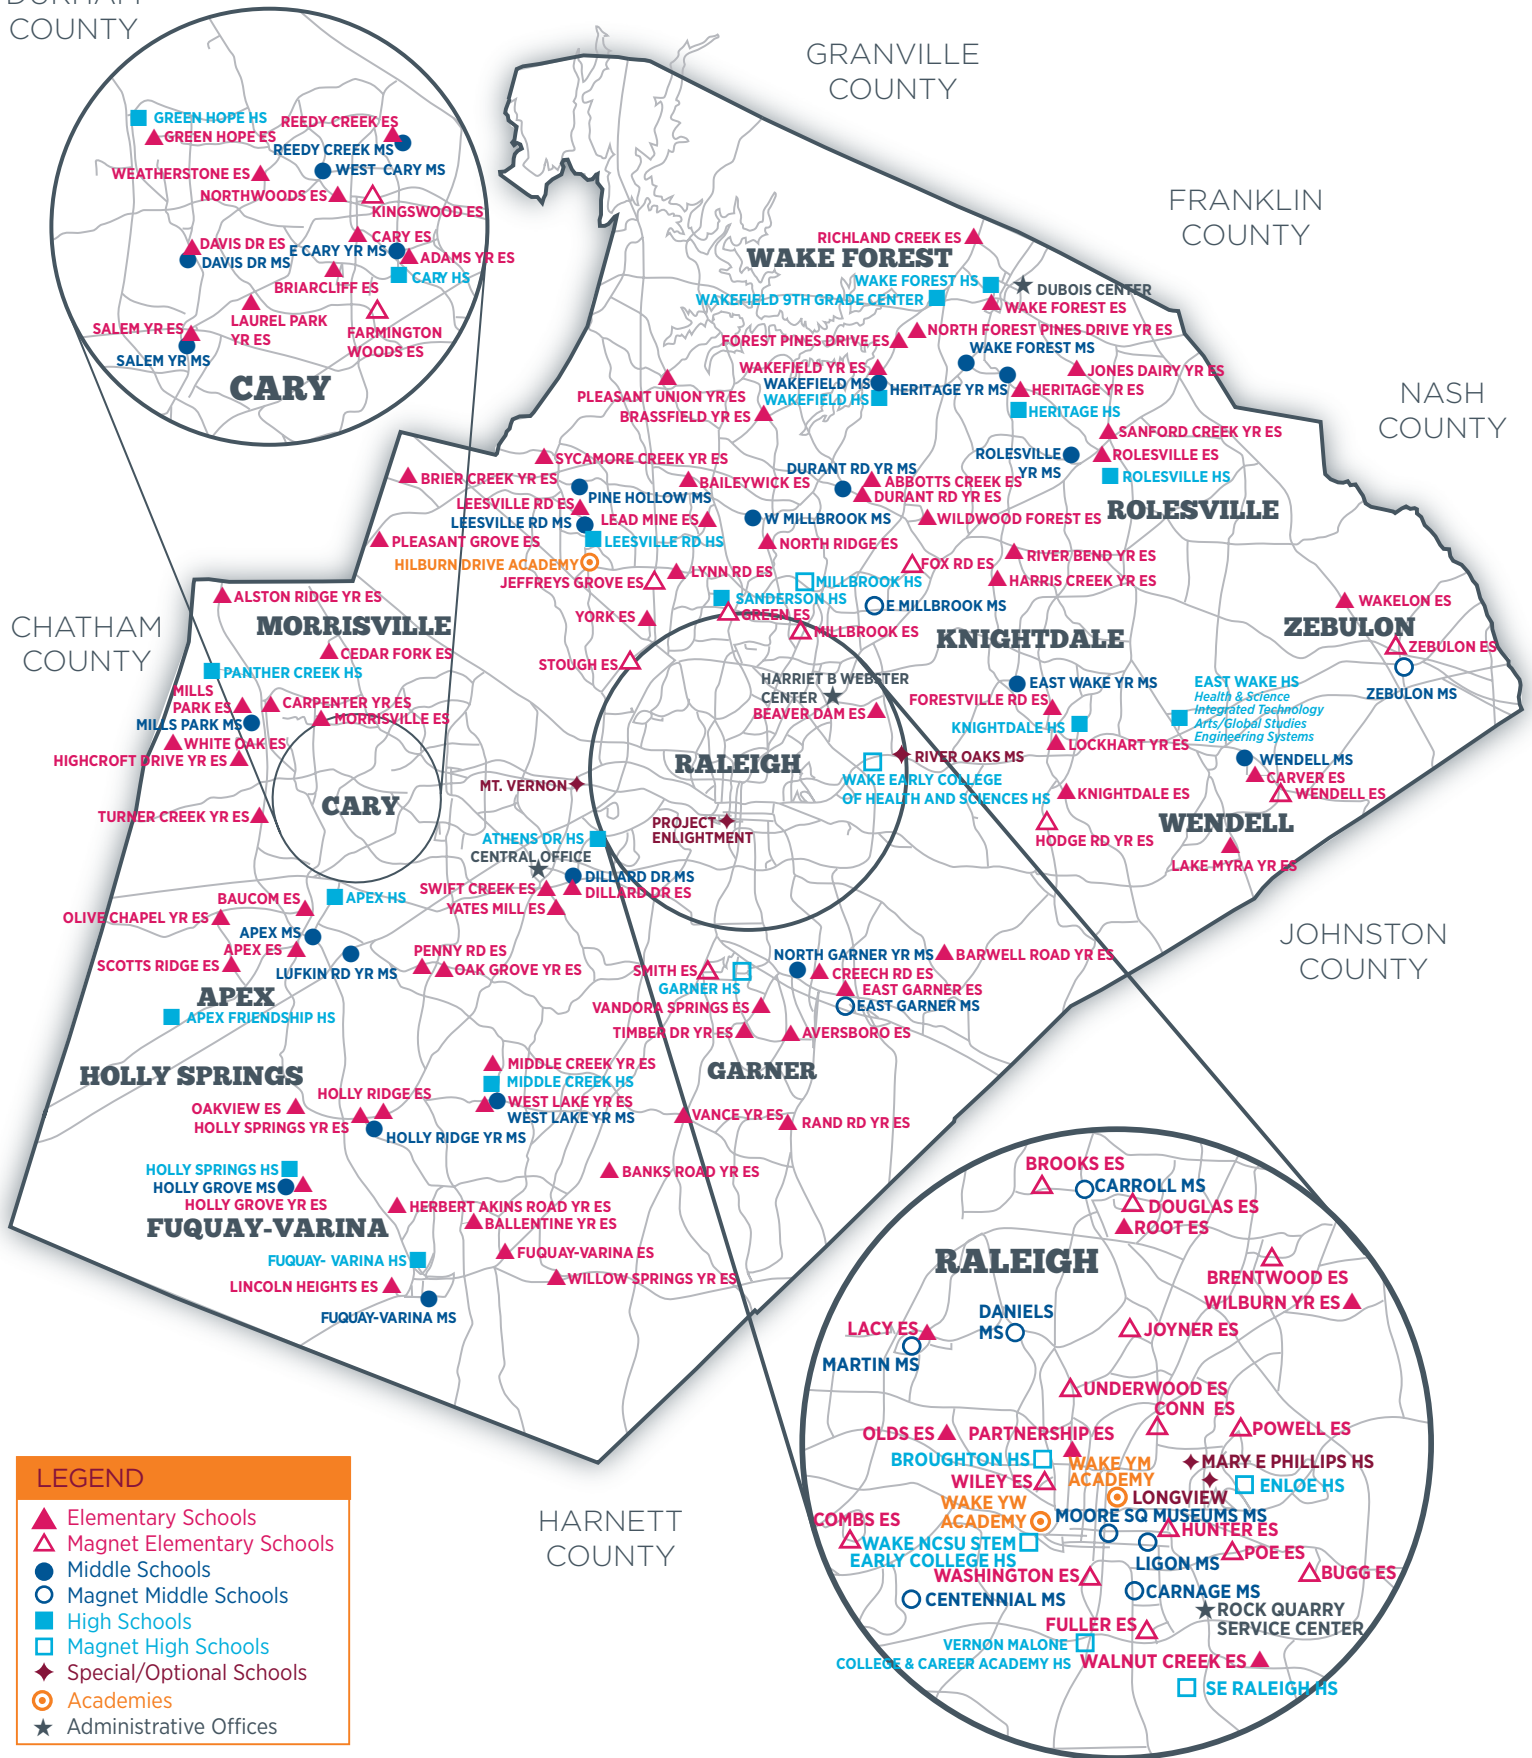 DURHAM
COUNTY
GRANVILLE
COUNTY
FRANKLIN
COUNTY
NASH
COUNTY
CHATHAM
COUNTY
JOHNSTON
COUNTY
HARNETT
COUNTY
GREEN HOPE HS
GREEN HOPE ES
REEDY CREEK ES
REEDY CREEK MS
WEATHERSTONE ES
WEST CARY MS
NORTHWOODS ES
KINGSWOOD ES
CARY ES
DAVIS DR ES
DAVIS DR MS
E CARY YR MS
ADAMS YR ES
CARY HS
BRIARCLIFF ES
LAUREL PARK
YR ES
FARMINGTON
WOODS ES
SALEM YR ES
SALEM YR MS
CARY
RICHLAND CREEK ES
WAKE FOREST
WAKE FOREST HS
WAKEFIELD 9TH GRADE CENTER
DUBOIS CENTER
WAKE FOREST ES
NORTH FOREST PINES DRIVE YR ES
FOREST PINES DRIVE ES
WAKE FOREST MS
WAKEFIELD YR ES
WAKEFIELD MS
WAKEFIELD HS
HERITAGE YR MS
JONES DAIRY YR ES
HERITAGE YR ES
HERITAGE HS
PLEASANT UNION YR ES
BRASSFIELD YR ES
SANFORD CREEK YR ES
ROLESVILLE
YR MS
ROLESVILLE ES
ROLESVILLE HS
ROLESVILLE
SYCAMORE CREEK YR ES
BRIER CREEK YR ES
PINE HOLLOW MS
BAILEYWICK ES
DURANT RD YR MS
ABBOTTS CREEK ES
DURANT RD YR ES
LEESVILLE RD ES
LEESVILLE RD MS
LEAD MINE ES
W MILLBROOK MS
WILDWOOD FOREST ES
LEESVILLE RD HS
PLEASANT GROVE ES
NORTH RIDGE ES
HILBURN DRIVE ACADEMY
LYNN RD ES
JEFFREYS GROVE ES
FOX RD ES
RIVER BEND YR ES
HARRIS CREEK YR ES
MILLBROOK HS
SANDERSON HS
GREEN ES
E MILLBROOK MS
YORK ES
MILLBROOK ES
STOUGH ES
ALSTON RIDGE YR ES
MORRISVILLE
CEDAR FORK ES
PANTHER CREEK HS
MILLS
PARK ES
CARPENTER YR ES
MILLS PARK MS
MORRISVILLE ES
WHITE OAK ES
HIGHCROFT DRIVE YR ES
TURNER CREEK YR ES
CARY
KNIGHTDALE
WAKELON ES
ZEBULON
ZEBULON ES
ZEBULON MS
HARRIET B WEBSTER
CENTER
BEAVER DAM ES
EAST WAKE YR MS
FORESTVILLE RD ES
KNIGHTDALE HS
LOCKHART YR ES
EAST WAKE HS
Health & Science
Integrated Technology
Arts/Global Studies
Engineering Systems
WENDELL MS
CARVER ES
WENDELL ES
WENDELL
LAKE MYRA YR ES
RALEIGH
RIVER OAKS MS
WAKE EARLY COLLEGE
OF HEALTH AND SCIENCES HS
KNIGHTDALE ES
HODGE RD YR ES
MT. VERNON
PROJECT
ENLIGHTMENT
ATHENS DR HS
CENTRAL OFFICE
DILLARD DR MS
DILLARD DR ES
SWIFT CREEK ES
YATES MILL ES
BAUCOM ES
APEX HS
OLIVE CHAPEL YR ES
APEX MS
APEX ES
SCOTTS RIDGE ES
LUFKIN RD YR MS
PENNY RD ES
OAK GROVE YR ES
APEX
APEX FRIENDSHIP HS
SMITH ES
GARNER HS
NORTH GARNER YR MS
BARWELL ROAD YR ES
CREECH RD ES
EAST GARNER ES
EAST GARNER MS
VANDORA SPRINGS ES
TIMBER DR YR ES
AVERSBORO ES
GARNER
HOLLY SPRINGS
MIDDLE CREEK YR ES
MIDDLE CREEK HS
WEST LAKE YR ES
WEST LAKE YR MS
HOLLY RIDGE ES
OAKVIEW ES
HOLLY SPRINGS YR ES
HOLLY RIDGE YR MS
VANCE YR ES
RAND RD YR ES
BANKS ROAD YR ES
HOLLY SPRINGS HS
HOLLY GROVE MS
HOLLY GROVE YR ES
HERBERT AKINS ROAD YR ES
BALLENTINE YR ES
FUQUAY-VARINA
FUQUAY- VARINA HS
FUQUAY-VARINA ES
LINCOLN HEIGHTS ES
WILLOW SPRINGS YR ES
FUQUAY-VARINA MS
BROOKS ES
CARROLL MS
DOUGLAS ES
ROOT ES
RALEIGH
BRENTWOOD ES
WILBURN YR ES
DANIELS
MS
LACY ES
MARTIN MS
JOYNER ES
UNDERWOOD ES
CONN ES
POWELL ES
OLDS ES
PARTNERSHIP ES
BROUGHTON HS
WAKE YM
ACADEMY
MARY E PHILLIPS HS
WILEY ES
LONGVIEW
ENLOE HS
WAKE YW
ACADEMY
MOORE SQ MUSEUMS MS
COMBS ES
HUNTER ES
WAKE NCSU STEM
EARLY COLLEGE HS
LIGON MS
POE ES
BUGG ES
WASHINGTON ES
CENTENNIAL MS
CARNAGE MS
ROCK QUARRY
SERVICE CENTER
FULLER ES
VERNON MALONE
COLLEGE & CAREER ACADEMY HS
WALNUT CREEK ES
SE RALEIGH HS
LEGEND
Elementary Schools
Magnet Elementary Schools
Middle Schools
Magnet Middle Schools
High Schools
Magnet High Schools
Special/Optional Schools
Academies
Administrative Offices